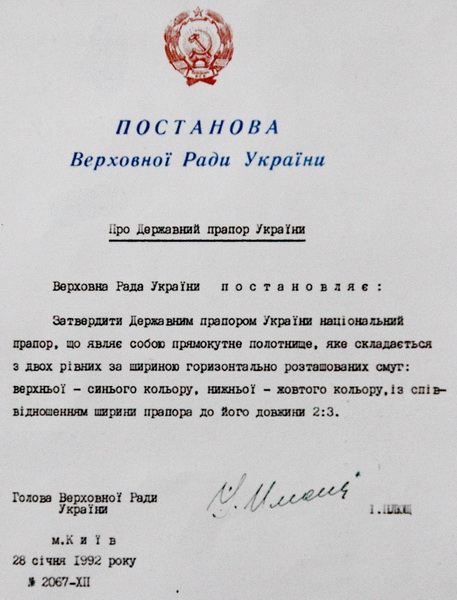 ПОСТАНОВА
Верховної Ради України
Про Державний прапор України
Верховна Рада України п о с т а н о в л я є :
Затвердити Державним прапором України національний
прапор, що являє собою прямокутне полотнище, яке складається
з двох рівних за шириною горизонтально розташованих смуг:
верхньої – синього кольору, нижньої – жовтого кольору,із спів-
відношенням ширини прапора до його довжини 2:3.
Голова Верховної Ради
України
І.ПЛЮЩ
м.К и ї в
28 січня 1992 року
№ 2067-XII